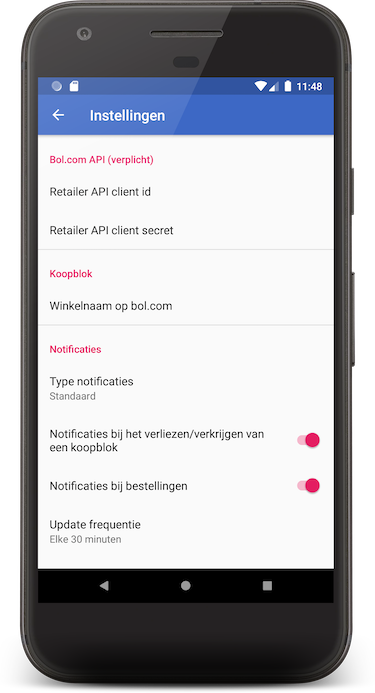 11:48
Instellingen
Bol.com API (verplicht)
Retailer API client id
Retailer API client secret
Koopblok
Winkelnaam op bol.com
Notificaties
Type notificaties
Standaard
Notificaties bij het verliezen/verkrijgen van
een koopblok
Notificaties bij bestellingen
Update frequentie
Elke 30 minuten